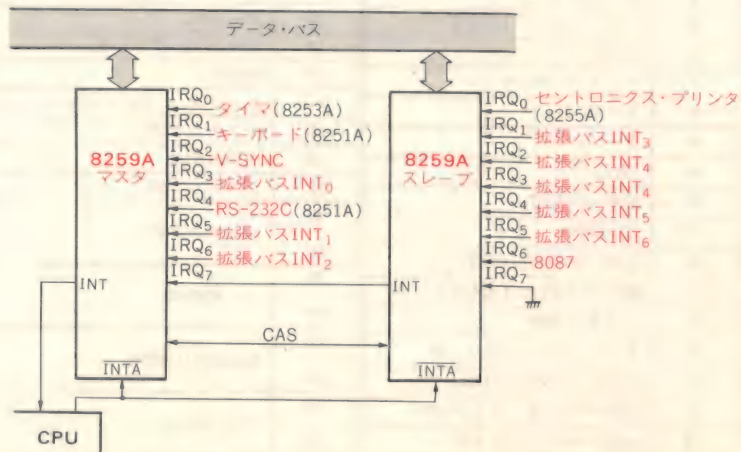 データ・バス
IRQ₀
タイマ(8253A)
IRQ₁
キーボード(8251A)
IRQ₂
V-SYNC
IRQ₃
拡張バスINT₀
IRQ₄
RS-232C(8251A)
IRQ₅
拡張バスINT₁
IRQ₆
拡張バスINT₂
IRQ₇
8259A
マスタ
INT
INTA
IRQ₀
セントロニクス・プリンタ
(8255A)
IRQ₁
拡張バスINT₃
IRQ₂
拡張バスINT₄
IRQ₃
拡張バスINT₄
IRQ₄
拡張バスINT₅
IRQ₅
拡張バスINT₆
IRQ₆
8087
IRQ₇
8259A
スレーブ
INT
INTA
CAS
CPU